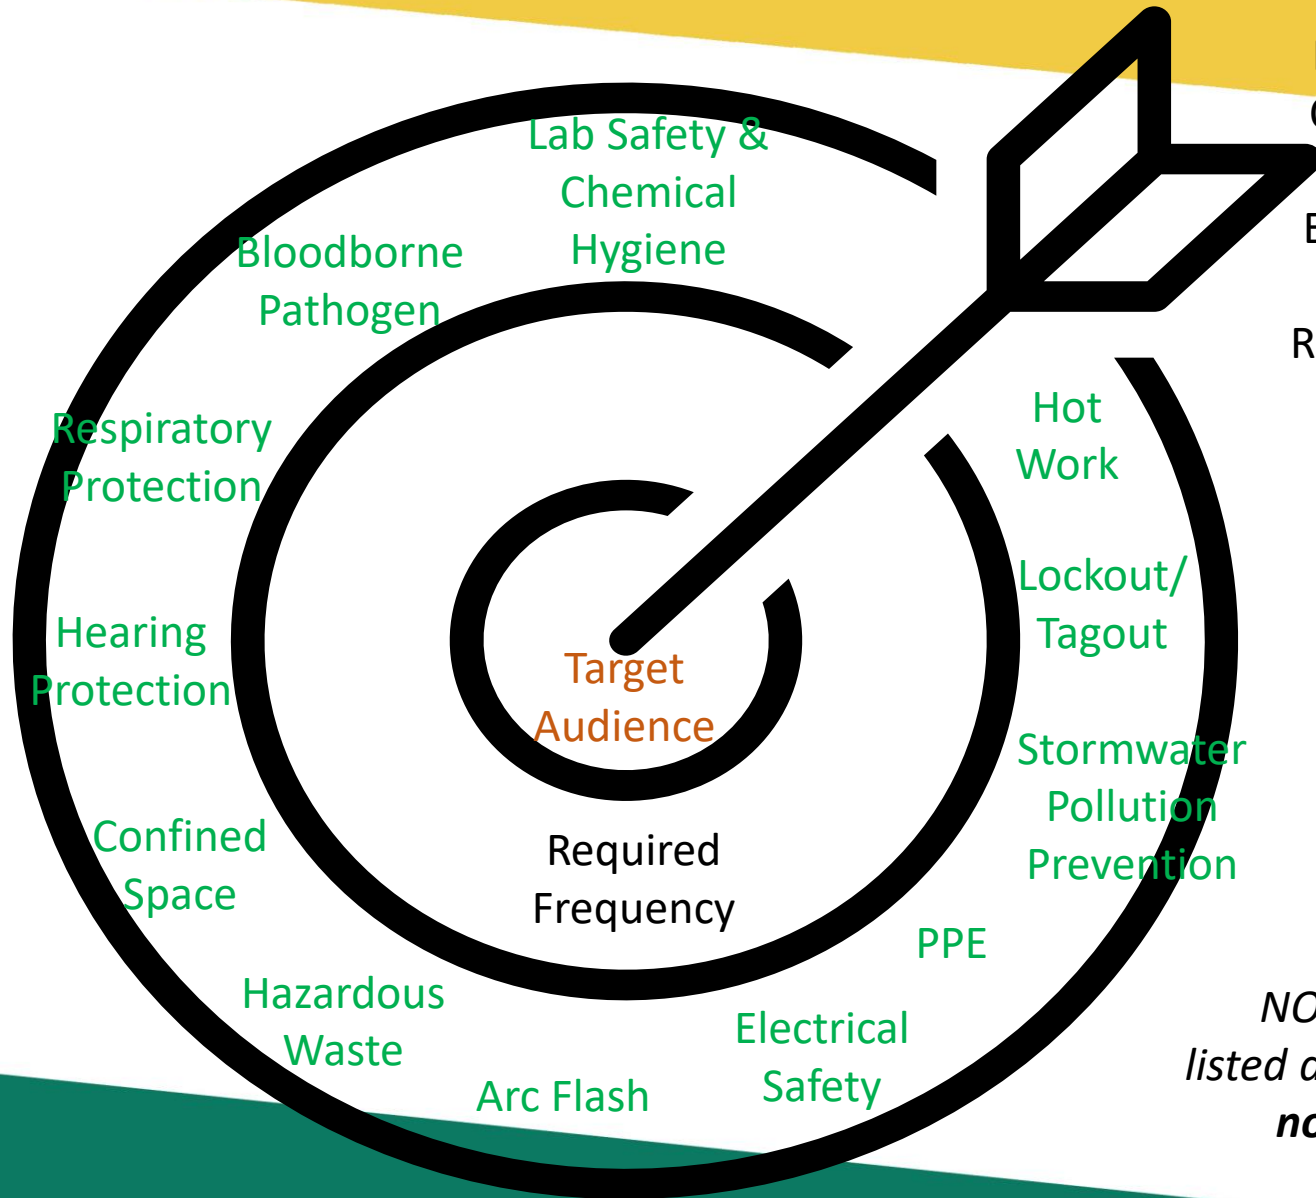 Lab Safety &
Chemical
Hygiene
Bloodborne
Pathogen
Respiratory
Protection
Hearing
Protection
Confined
Space
Hazardous
Waste
Arc Flash
Electrical
Safety
PPE
Stormwater
Pollution
Prevention
Lockout/
Tagout
Hot
Work
Target
Audience
Required
Frequency
listed